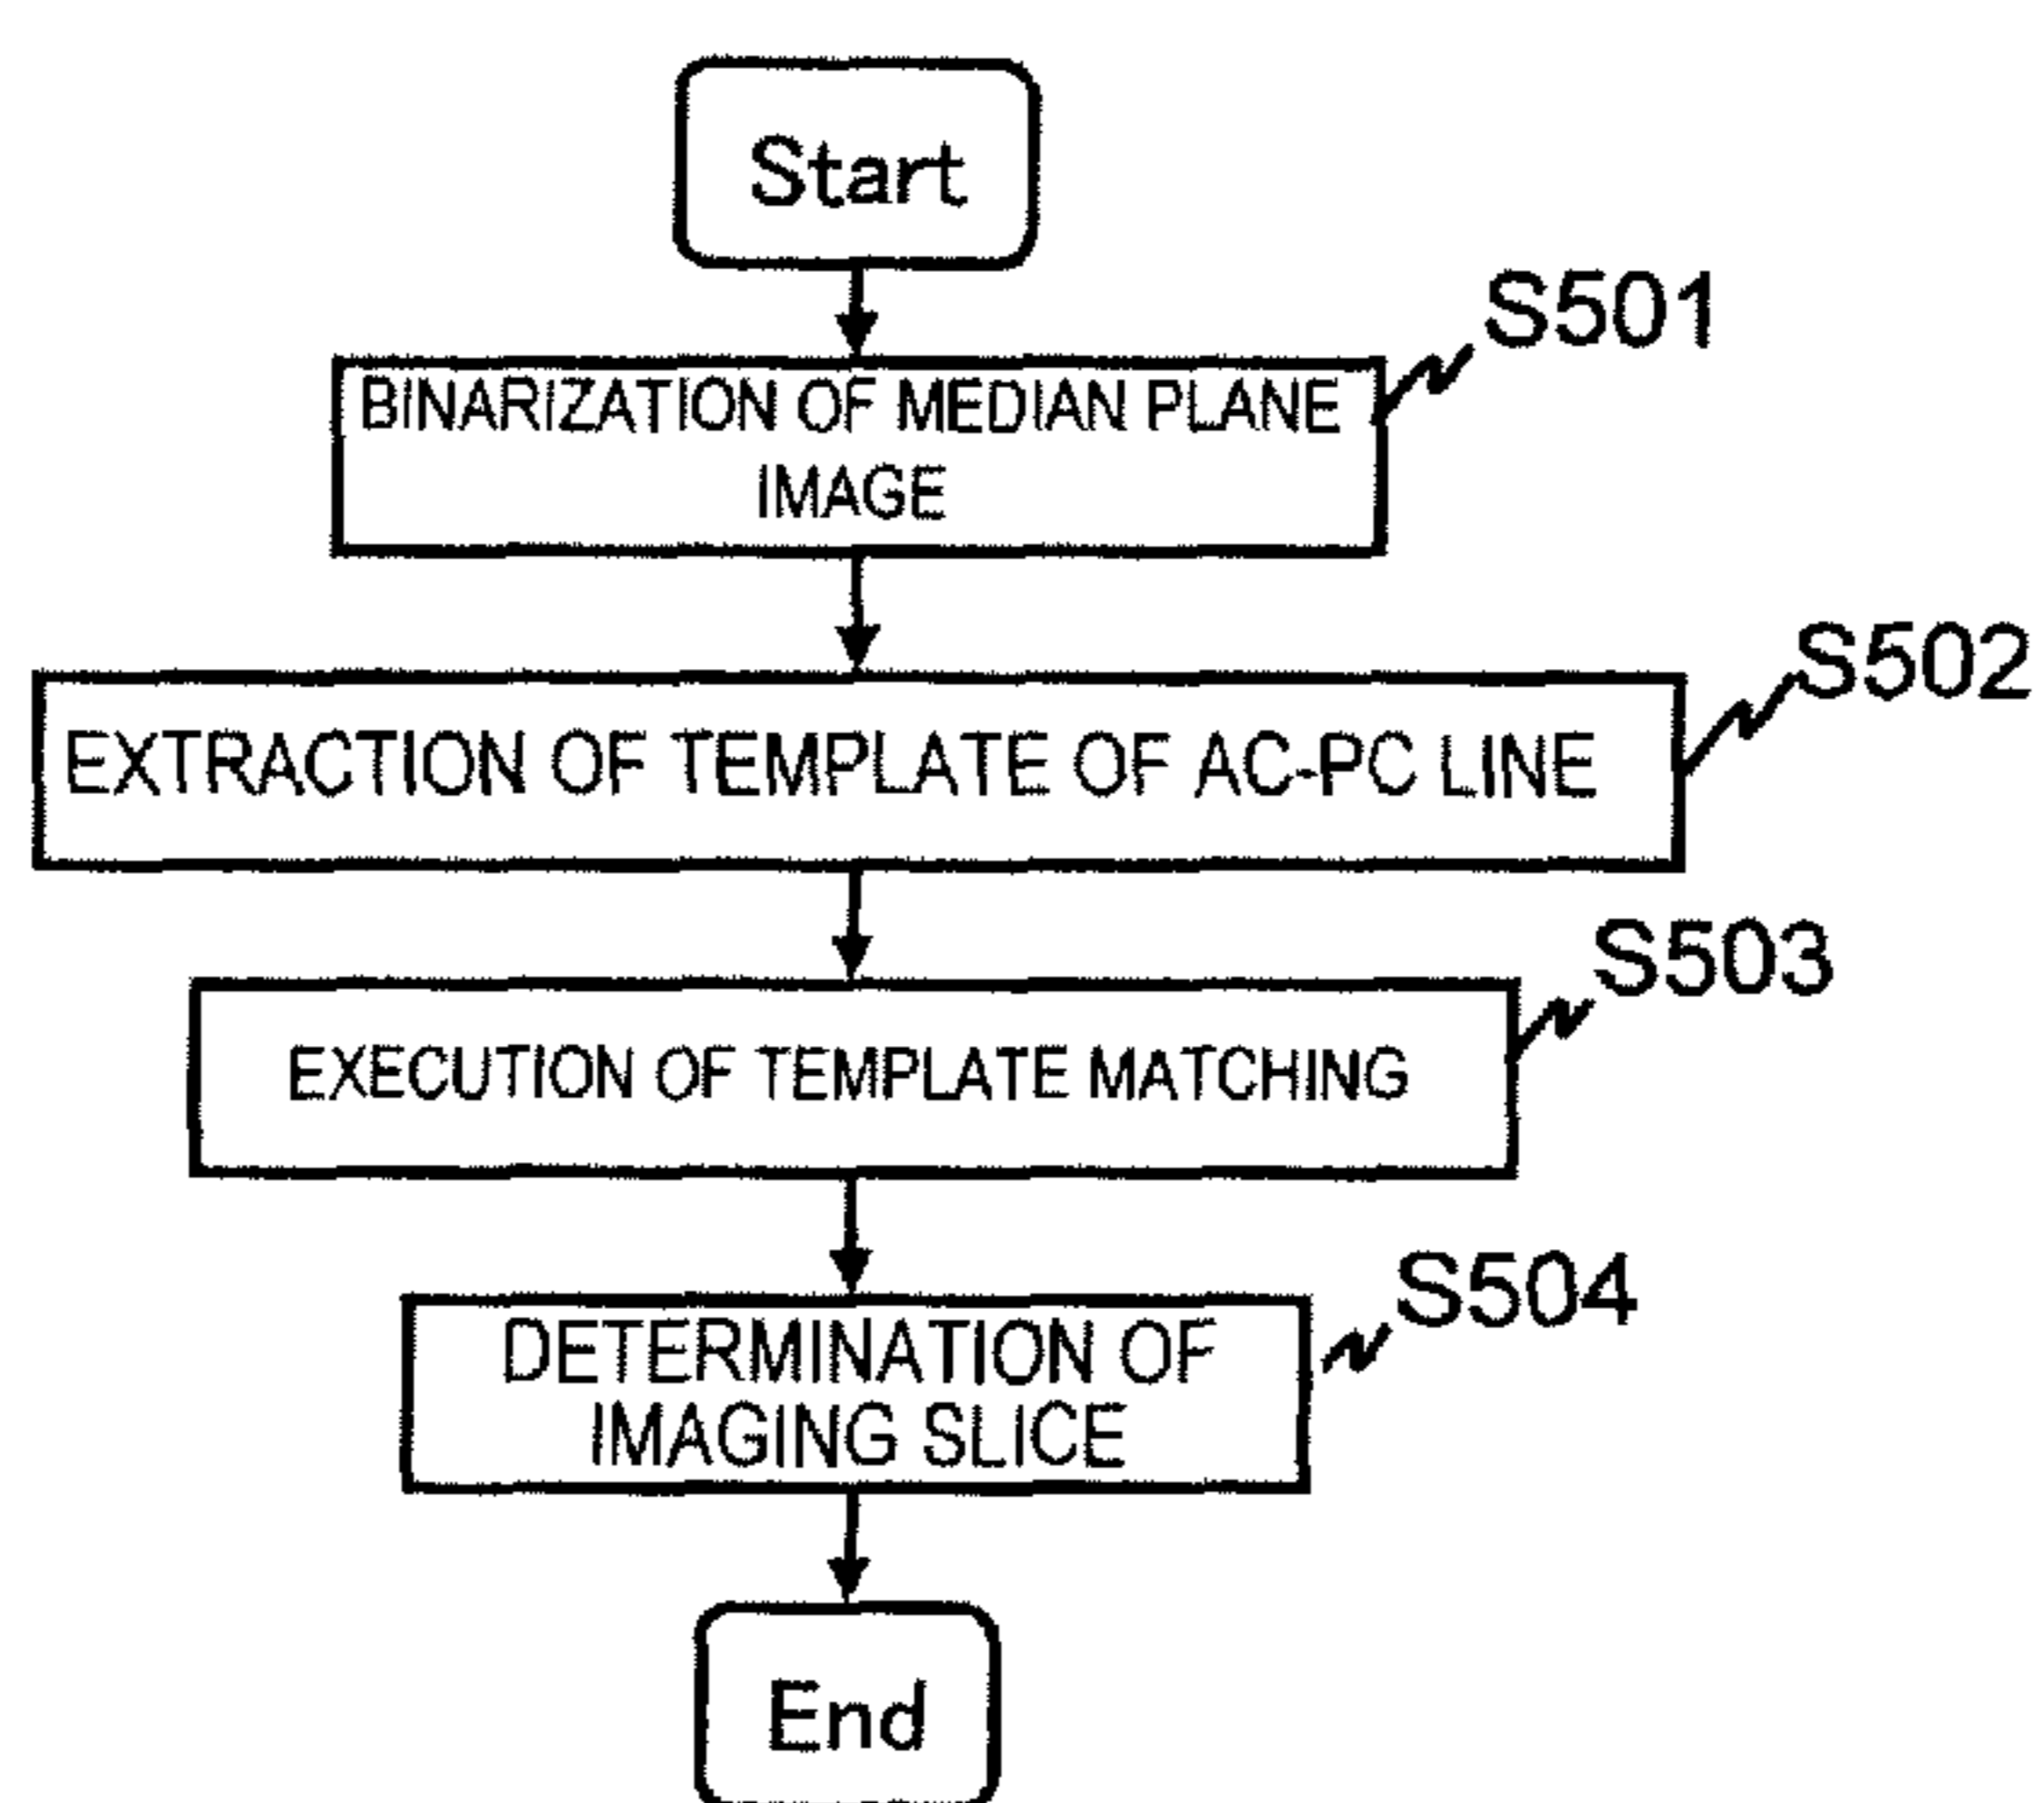 Start
S501
BINARIZATION OF MEDIAN PLANE
IMAGE
S502
EXTRACTION OF TEMPLATE OF AC-PC LINE
S503
EXECUTION OF TEMPLATE MATCHING
S504
DETERMINATION OF
IMAGING SLICE
End